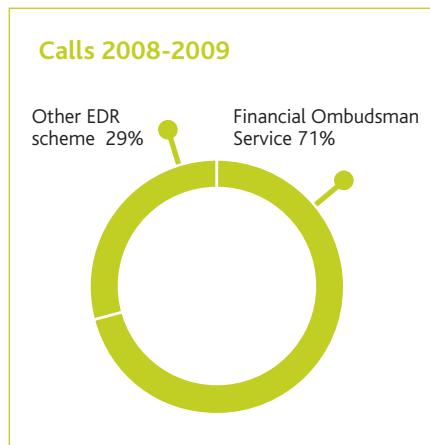 Calls 2008-2009
Other EDR
scheme 29%
Financial Ombudsman
Service 71%